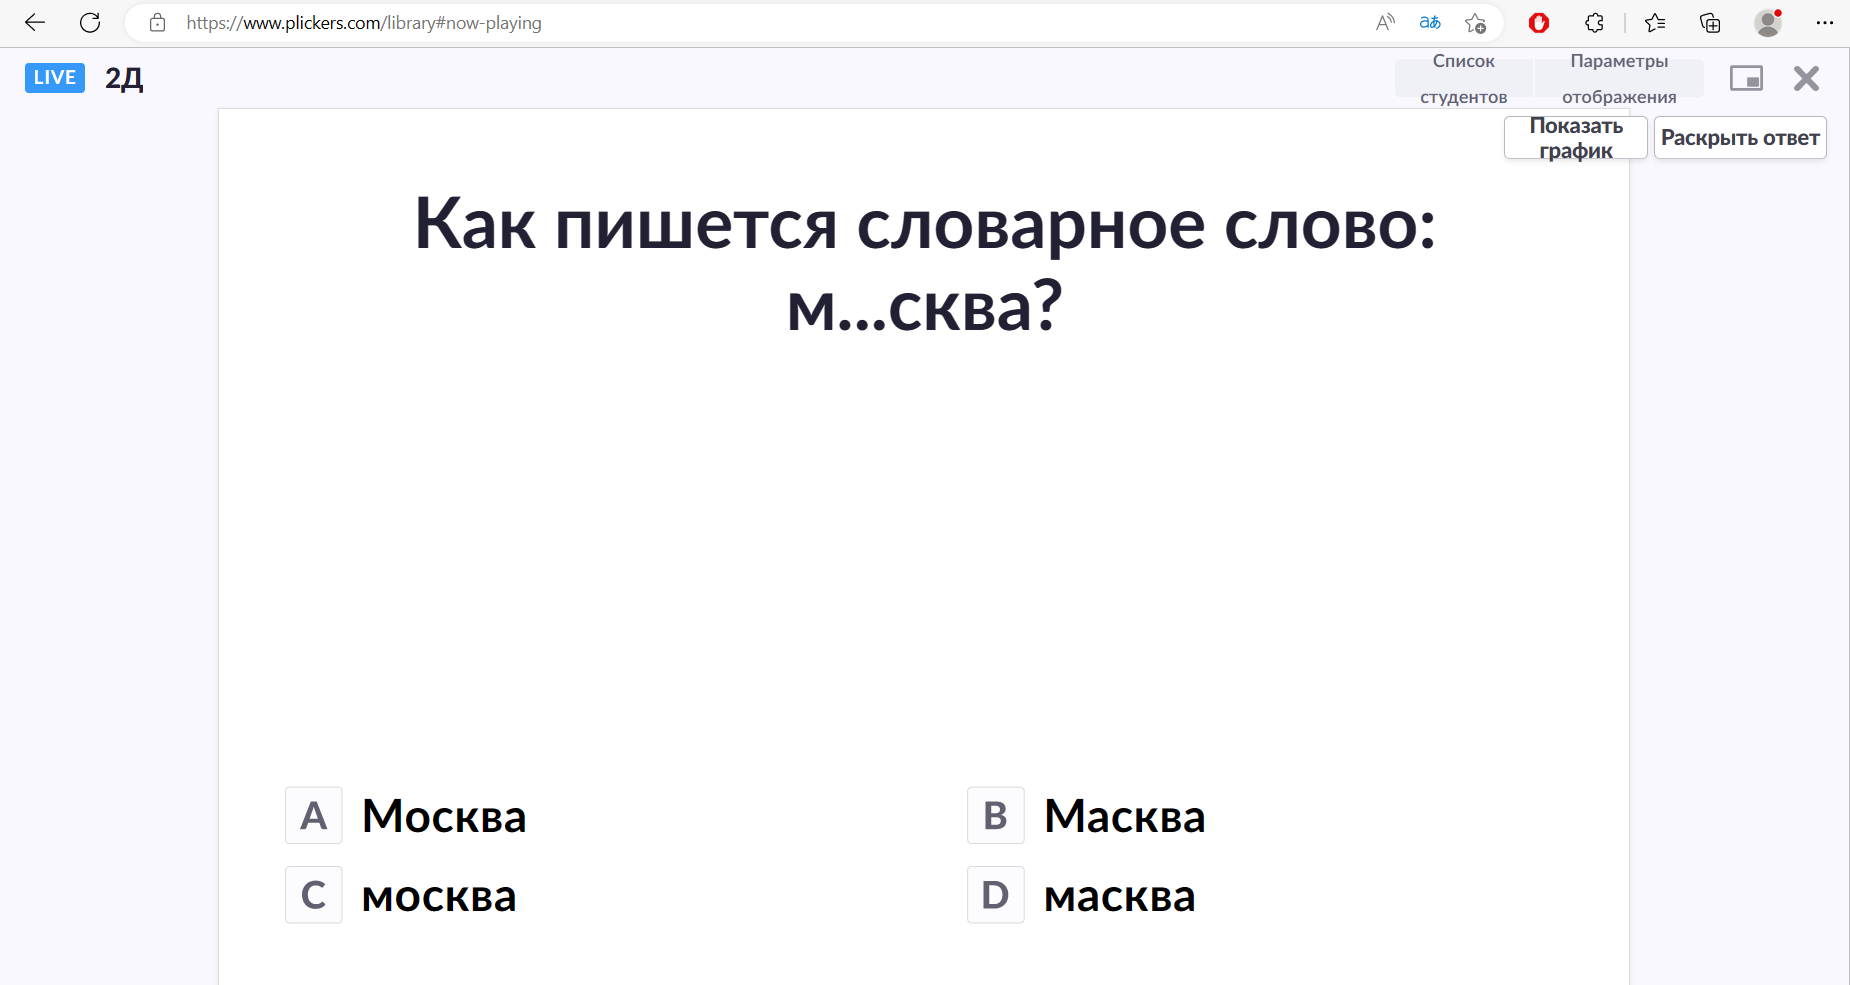 https://www.plickers.com/library#now-playing
LIVE 2Д
Список студентов
Параметры отображения
Показать график
Раскрыть ответ
Как пишется словарное слово:
м...сква?
A Москва
B Масква
C москва
D масква